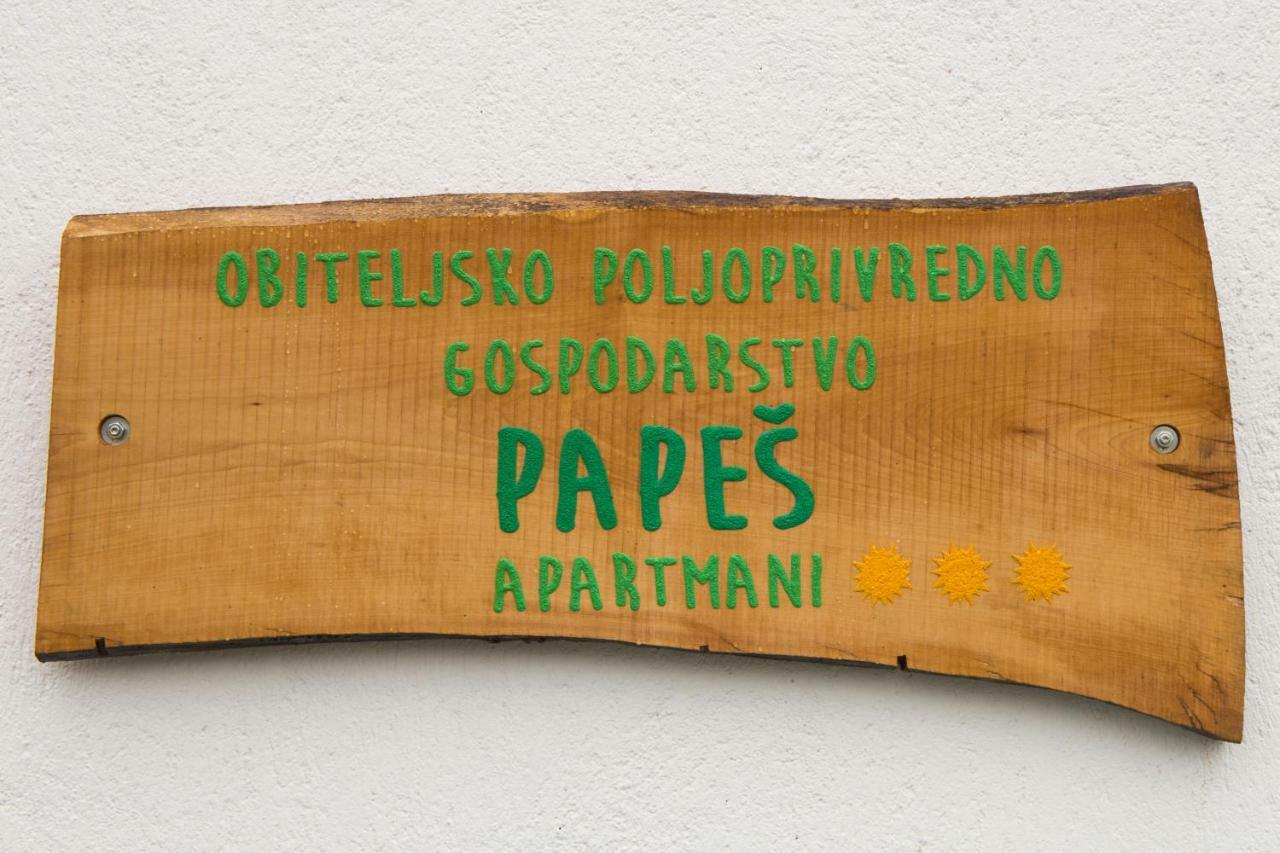 OBITELJSKO POLJOPRIVREDNO
GOSPODARSTVO
PAPEŠ
APARTMANI